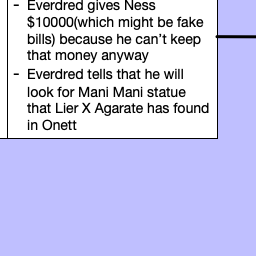 - Everdred gives Ness
$10000(which might be fake
bills) because he can't keep
that money anyway
- Everdred tells that he will
look for Mani Mani statue
that Lier X Agarate has found
in Onett